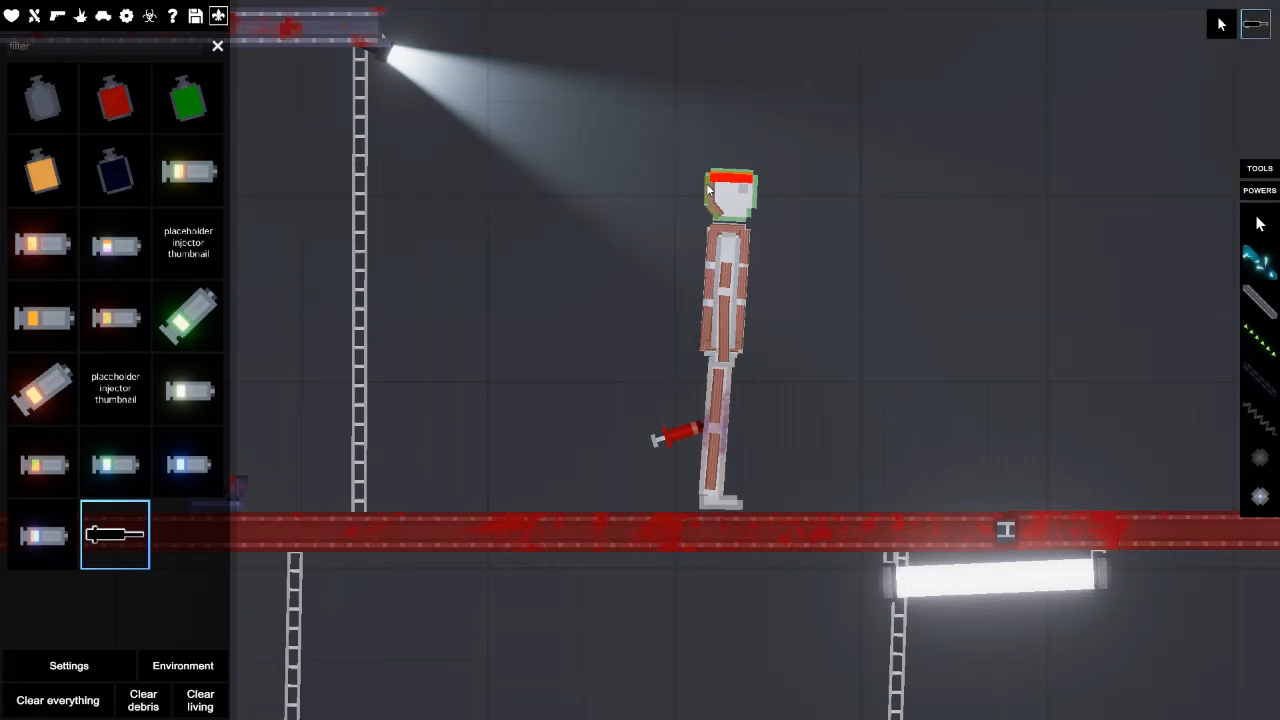 ?
filter
placeholder
injector
thumbnail
placeholder
injector
thumbnail
Settings
Environment
Clear everything
Clear
debris
Clear
living
TOOLS
POWERS